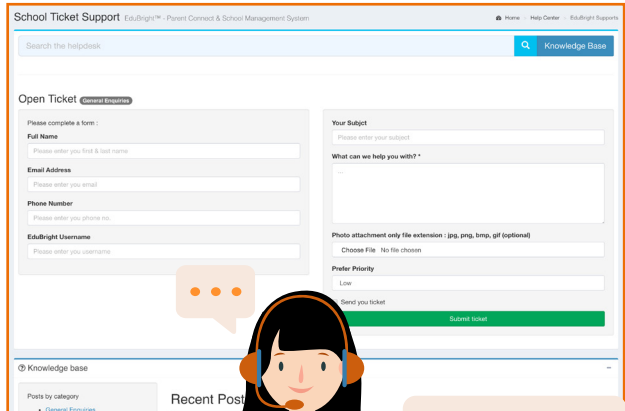 School Ticket Support EduBright™ - Parent Connect & School Management System
Home Help Center EduBright Supports
Search the helpdesk
Knowledge Base
Open Ticket General Enquiries
Please complete a form :
Full Name
Please enter you find & last name
Email Address
Please enter you email
Phone Number
Please enter you phone no.
EduBright Username
Please enter you username
Your Subjct
Please enter your subject
What can we help you with? *
...
Photo attachment only file extension : jpg, png, bmp, gif (optional)
Choose File No file chosen
Prefer Priority
Low
Send you ticket
Submit ticket
Knowledge base
Posts by category
General Enquiries
Recent Post